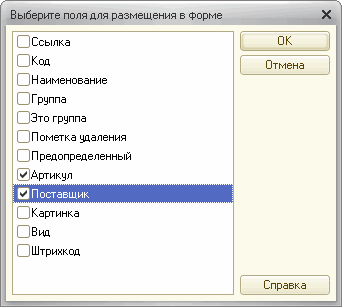 Выберите поля для размещения в форме
Ссылка
Код
Наименование
Группа
Это группа
Пометка удаления
Предопределенный
Артикул
Поставщик
Картинка
Вид
Штрихкод
OK
Отмена
Справка